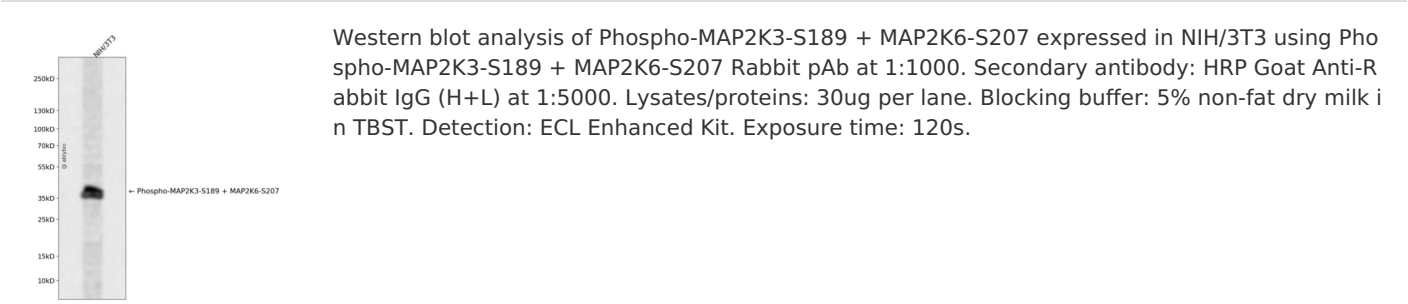 NIH/3T3
250kD
130kD
100kD
70kD
55kD
35kD
25kD
15kD
10kD
← Phospho-MAP2K3-S189 + MAP2K6-S207
Western blot analysis of Phospho-MAP2K3-S189 + MAP2K6-S207 expressed in NIH/3T3 using Pho
spho-MAP2K3-S189 + MAP2K6-S207 Rabbit pAb at 1:1000. Secondary antibody: HRP Goat Anti-R
abbit IgG (H+L) at 1:5000. Lysates/proteins: 30ug per lane. Blocking buffer: 5% non-fat dry milk i
n TBST. Detection: ECL Enhanced Kit. Exposure time: 120s.